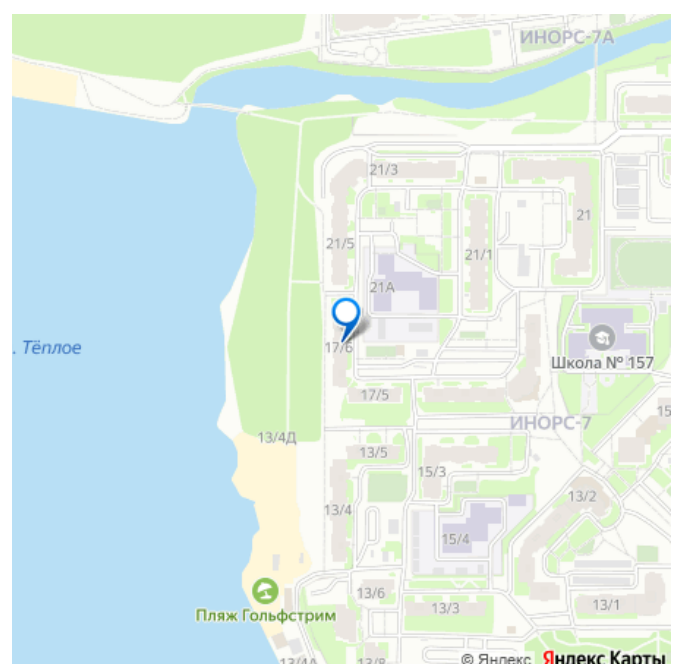 ИНОРС-7А
21/3
21
21/5
21/1
21А
. Тёплое
17/6
Школа № 157
17/5
15
ИНОРС-7
13/4Д
13/5
15/3
13/2
13/4
15/4
13/6
13/3
13/1
Пляж Гольфстрим
13/4А
13/8
© Яндекс Яндекс Карты